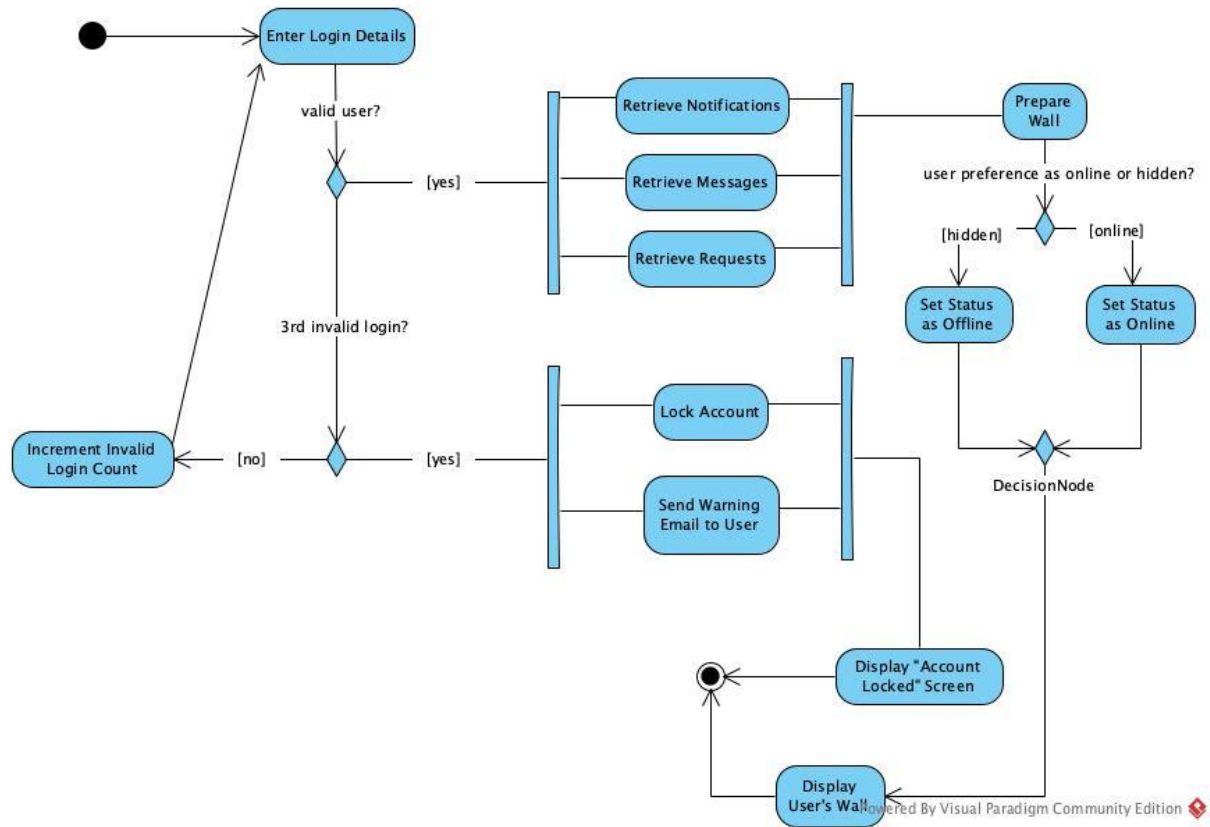 Enter Login Details
valid user?
[yes]
Retrieve Notifications
Retrieve Messages
Retrieve Requests
Prepare
Wall
user preference as online or hidden?
[hidden]
[online]
Set Status
as Offline
Set Status
as Online
3rd invalid login?
Increment Invalid
Login Count
[no]
[yes]
Lock Account
Send Warning
Email to User
DecisionNode
Display "Account
Locked" Screen
Display
User's Wall
Powered By Visual Paradigm Community Edition